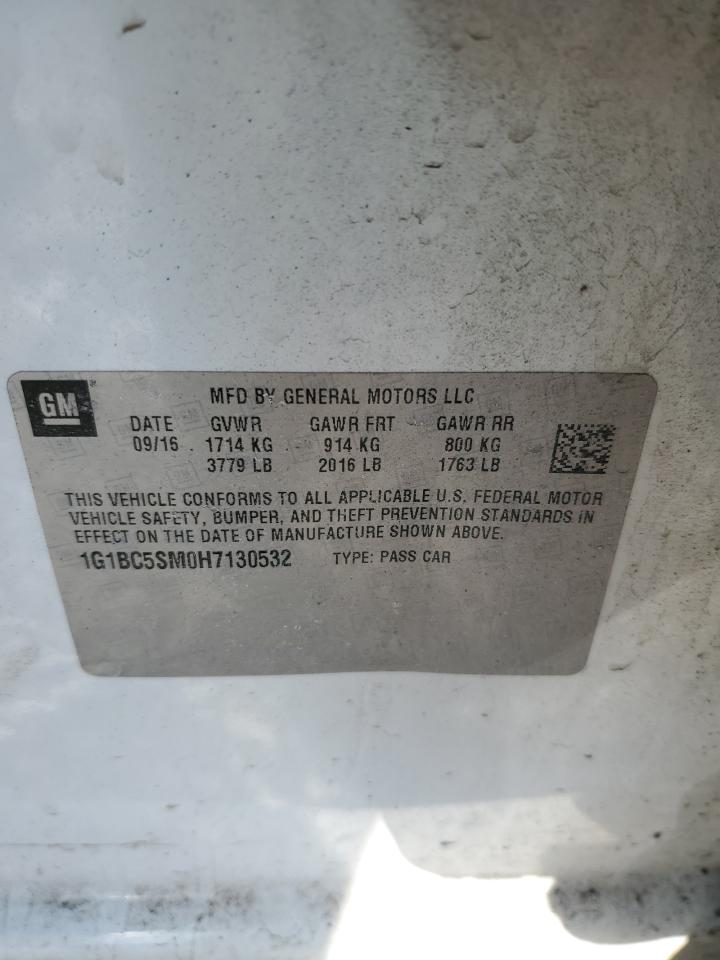 GM
MFD BY GENERAL MOTORS LLC
DATE GVWR GAWR FRT GAWR RR
09/16 1714 KG 914 KG 800 KG
3779 LB 2016 LB 1763 LB
THIS VEHICLE CONFORMS TO ALL APPLICABLE U.S. FEDERAL MOTOR
VEHICLE SAFETY, BUMPER, AND THEFT PREVENTION STANDARDS IN
EFFECT ON THE DATE OF MANUFACTURE SHOWN ABOVE.
1G1BC5SM0H7130532 TYPE: PASS CAR